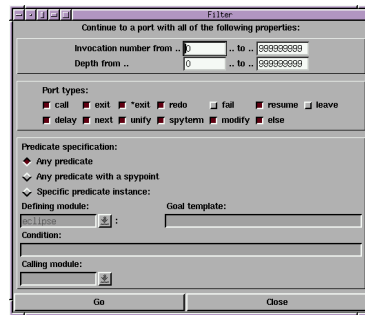 Filter
Continue to a port with all of the following properties:
Invocation number from .. 0 .. to .. 999999999
Depth from .. 0 .. to .. 999999999
Port types:
call exit *exit redo fail resume leave
delay next unify spyterm modify else
Predicate specification:
Any predicate
Any predicate with a spypoint
Specific predicate instance:
Defining module: Goal template:
eclipse :
Condition:
Calling module:
Go Close